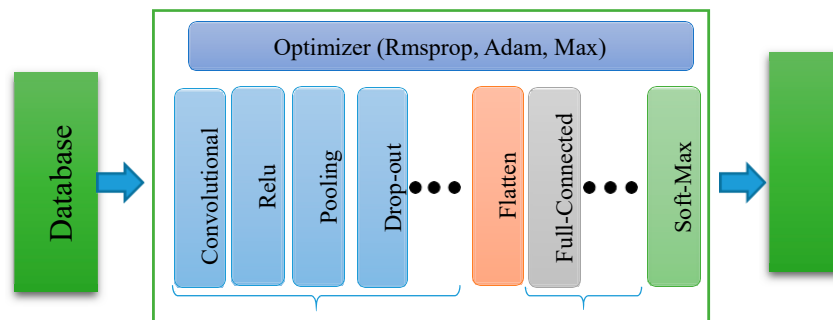 Optimizer (Rmsprop, Adam, Max)
Database
Convolutional
Relu
Pooling
Drop-out
Flatten
Full-Connected
Soft-Max